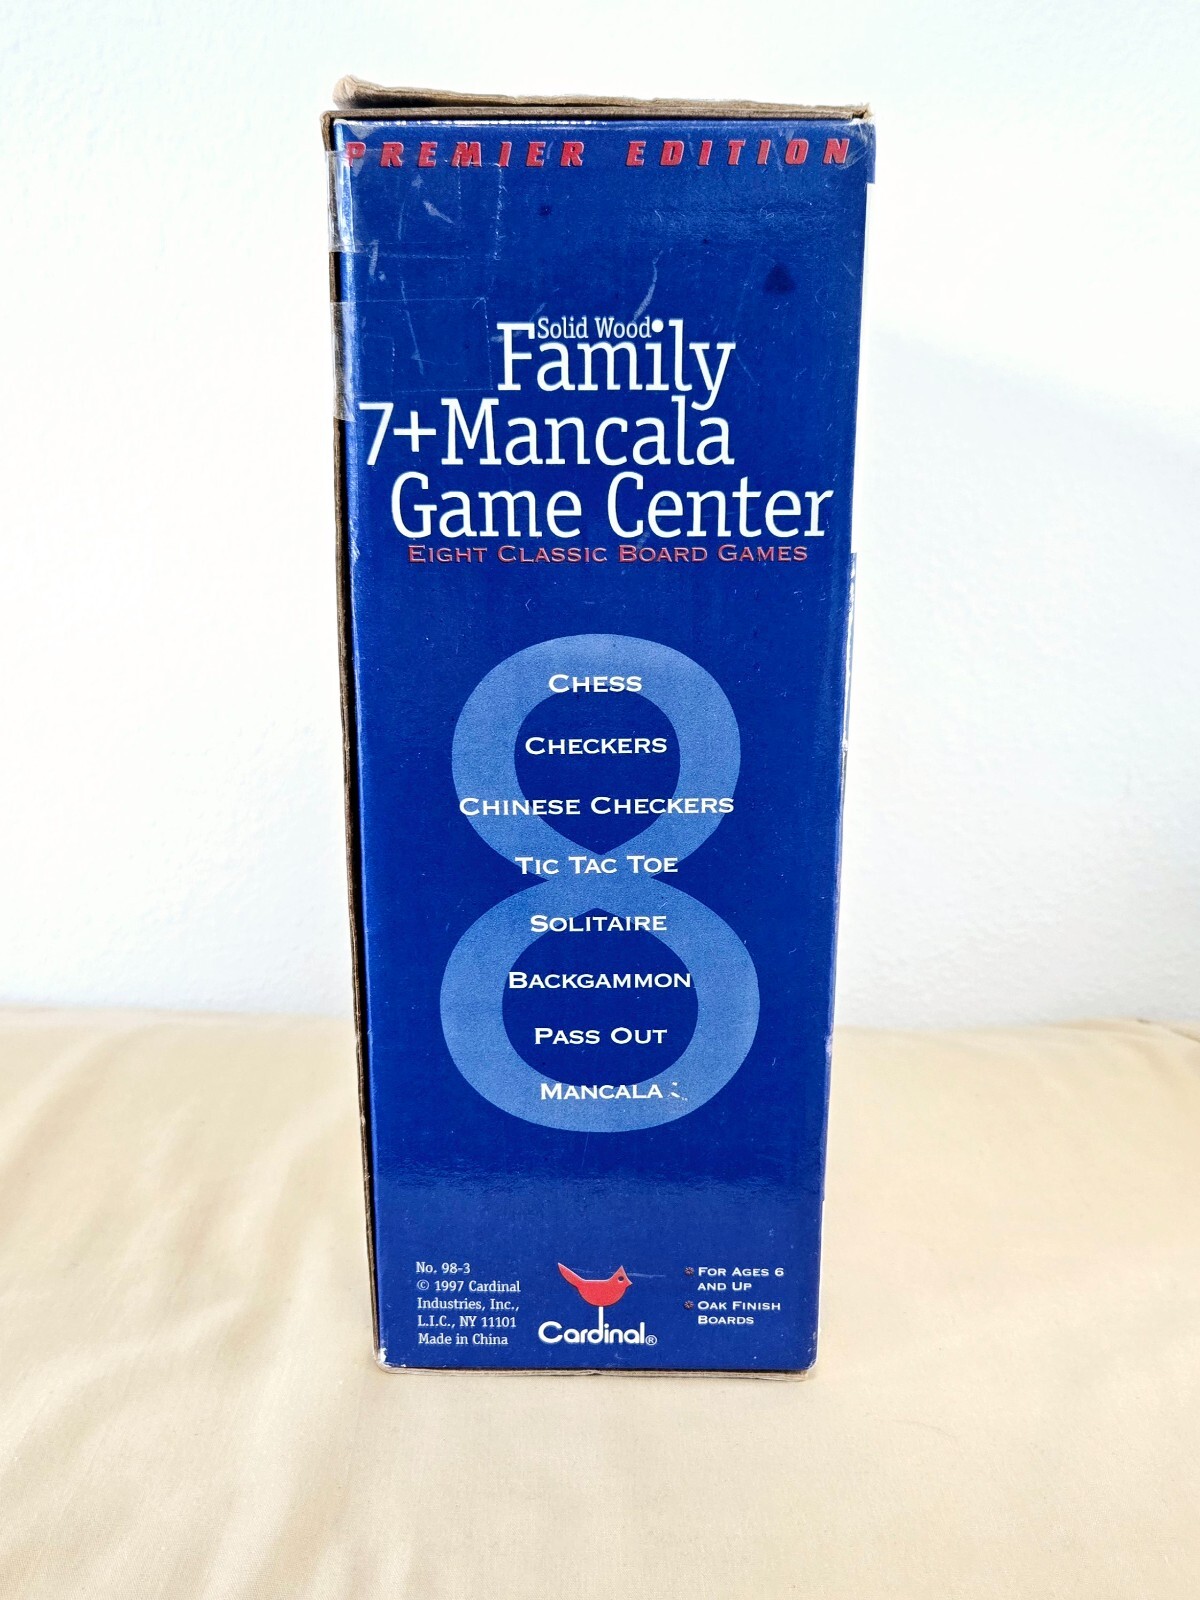 PREMIER EDITION
Solid Wood
Family
7+Mancala
Game Center
EIGHT CLASSIC BOARD GAMES
8
CHESS
CHECKERS
CHINESE CHECKERS
TIC TAC TOE
SOLITAIRE
BACKGAMMON
PASS OUT
MANCALA
No. 98-3
© 1997 Cardinal
Industries, Inc.,
L.I.C., NY 11101
Made in China
Cardinal®
FOR AGES 6
AND UP
OAK FINISH
BOARDS